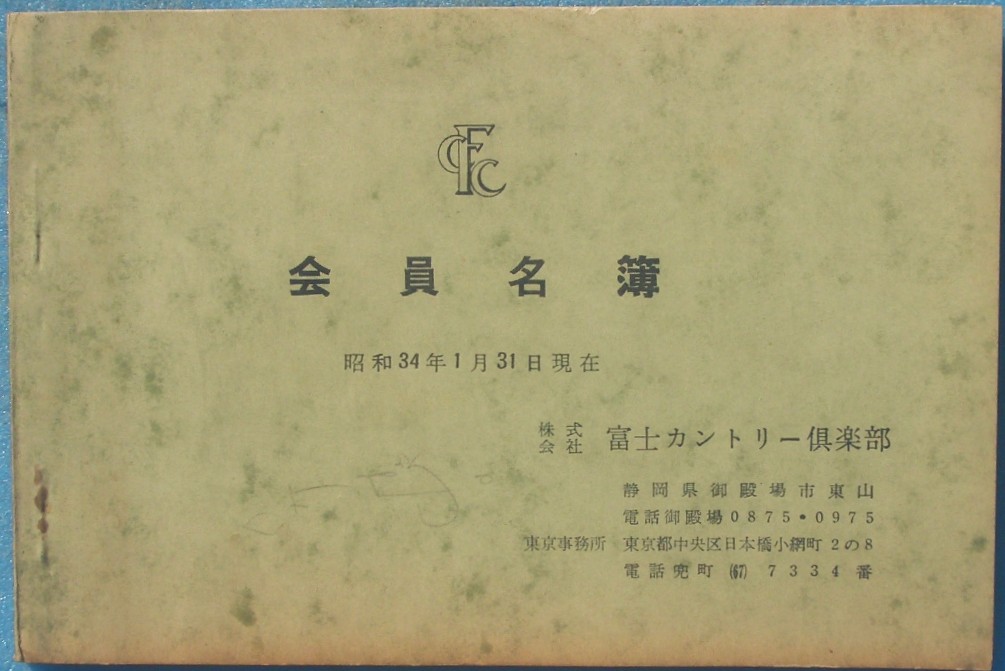 CFC
会員名簿
昭和34年1月31日現在
株式会社 富士カントリー倶楽部
静岡県御殿場市東山
電話御殿場0875・0975
東京事務所 東京都中央区日本橋小網町2の8
電話兜町(67)7334番